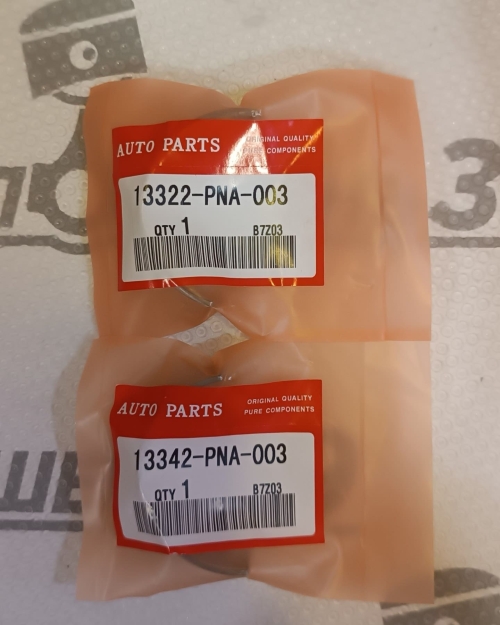 AUTO PARTS
ORIGINAL QUALITY
PURE COMPONENTS
13322-PNA-003
QTY 1 B7Z03
AUTO PARTS
ORIGINAL QUALITY
PURE COMPONENTS
13342-PNA-003
QTY 1 B7Z03